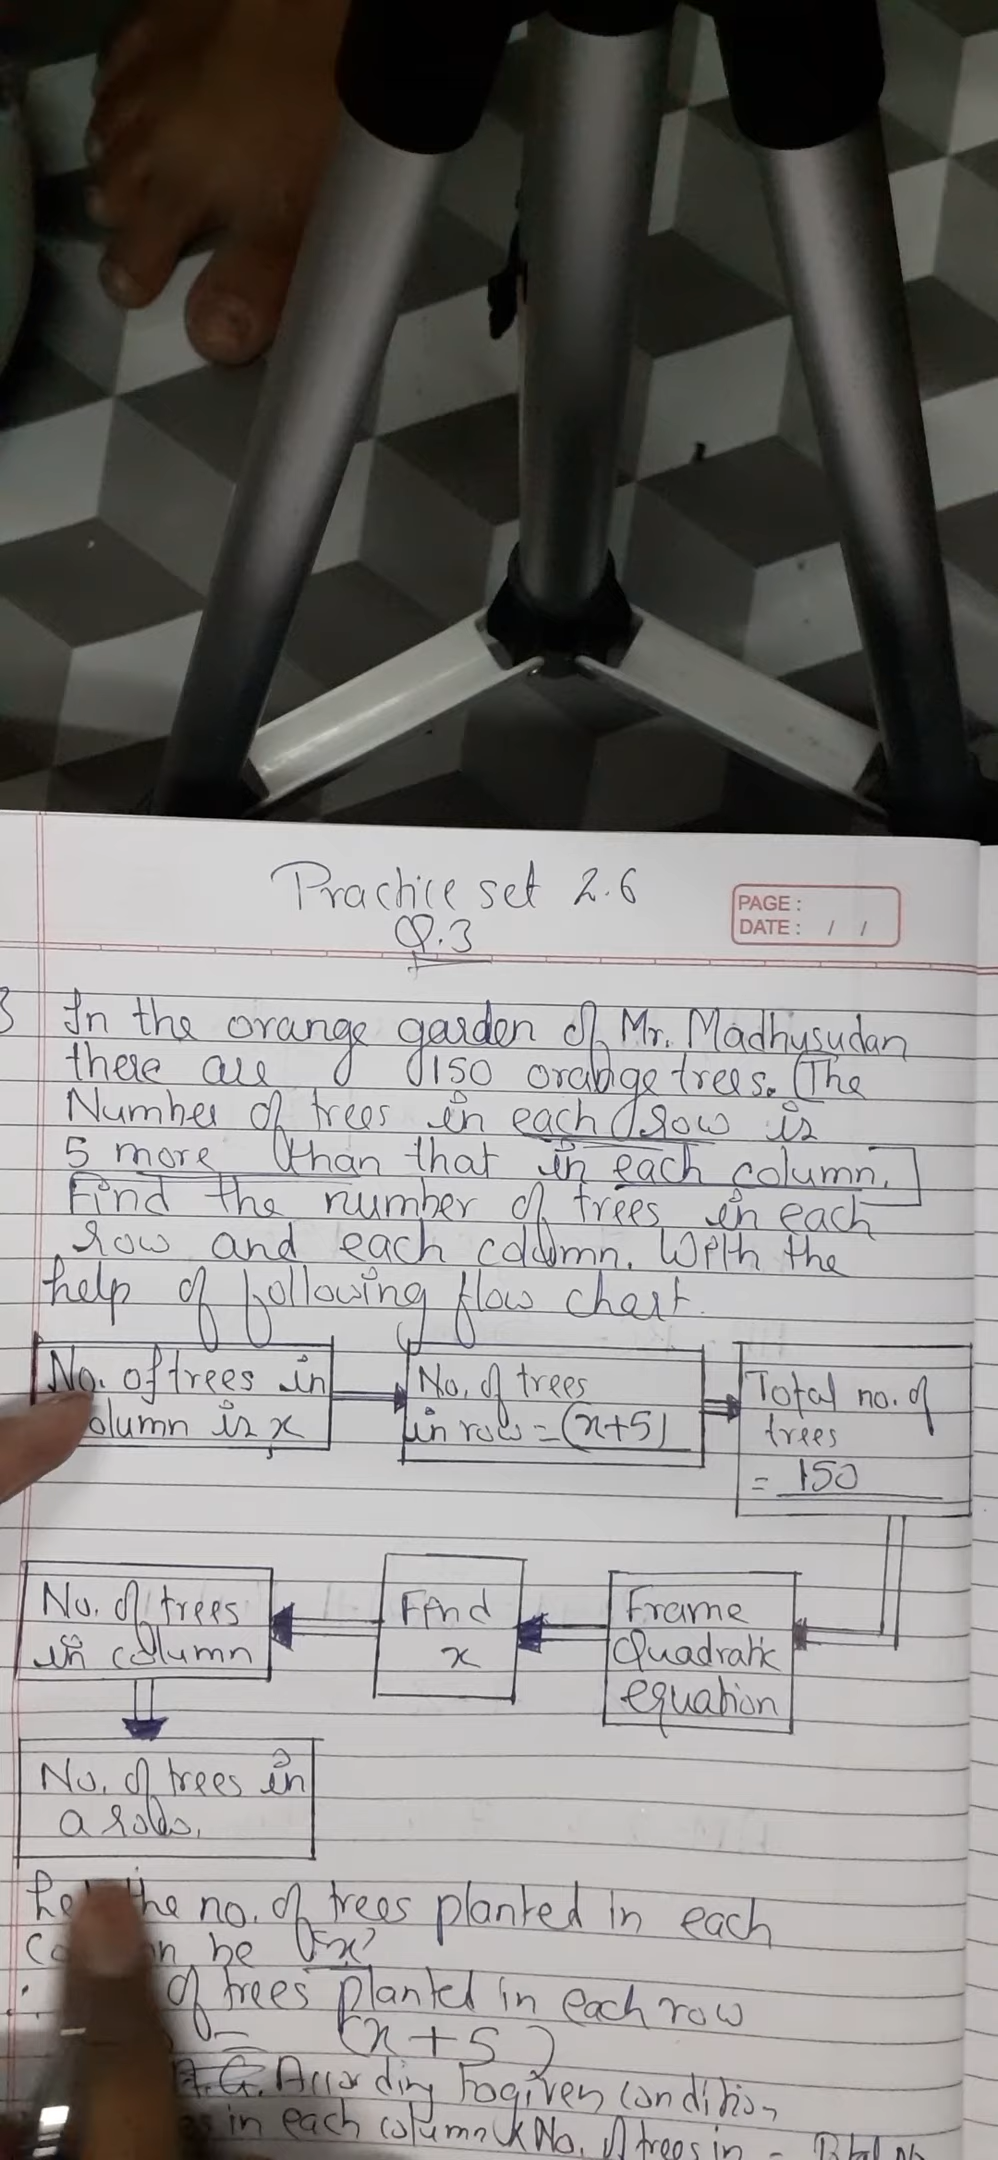 Practice set 2.6
Q.3
PAGE :
DATE : / /
3 In the orange garden of Mr. Madhusudan
there are 150 orange trees. The
Number of trees in each row is
5 more than that in each column.
Find the number of trees in each
row and each column. With the
help of following flow chart.
No. of trees in
olumn is x
No. of trees
in row = (x+5)
Total no. of
trees
= 150
Frame
Quadratic
equation
Find
x
No. of trees
in column
No. of trees in
a row.
the no. of trees planted in each
be 'x'
∴ of trees planted in each row
= (x+5)
According to given condition
in each column x No. of trees in = Total No